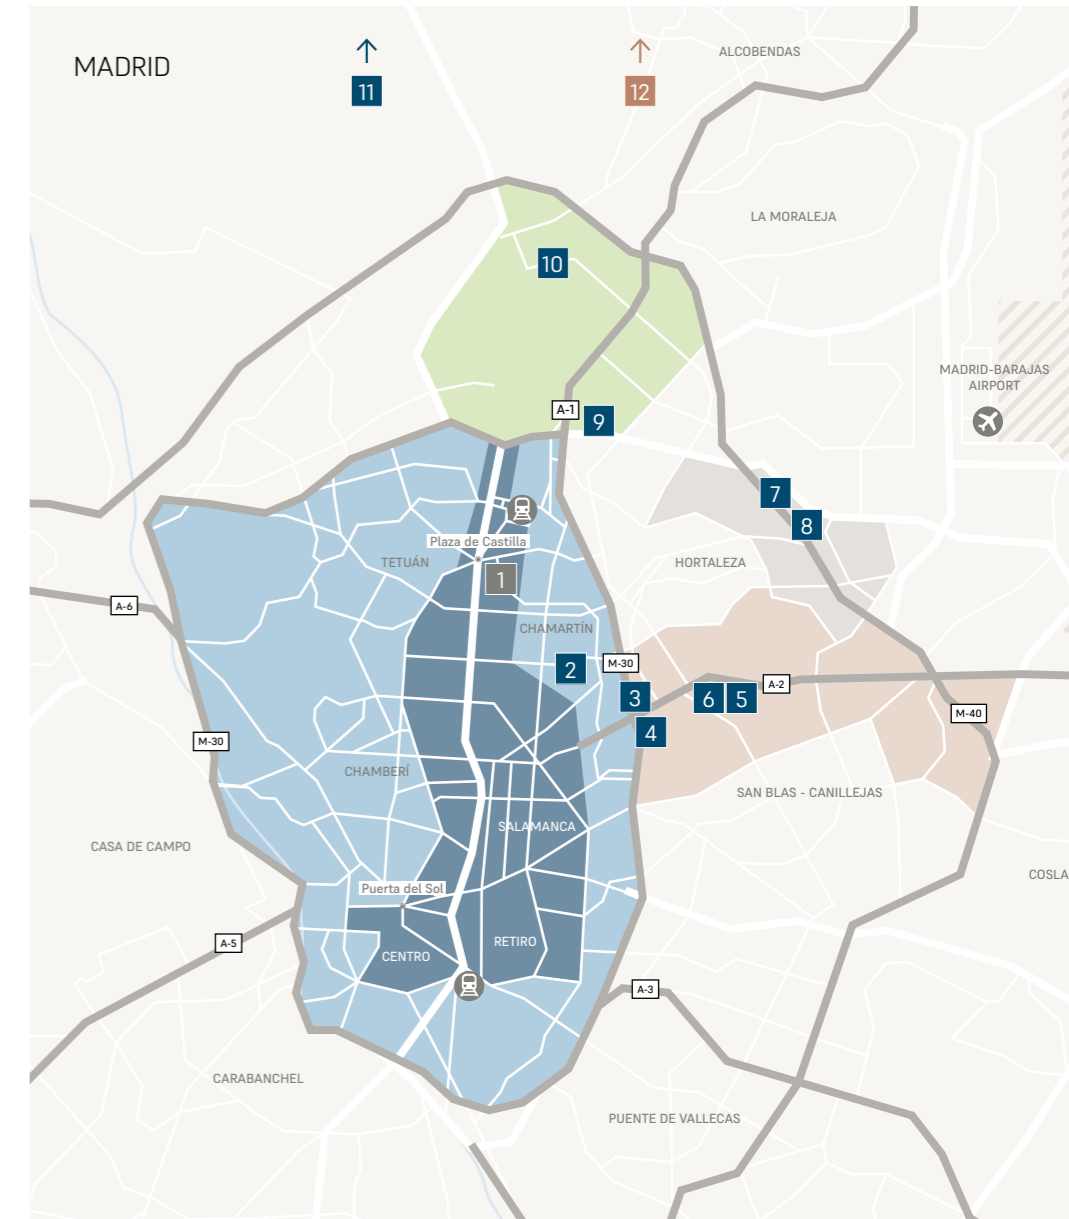 MADRID
ALCOBENDAS
11
12
LA MORALEJA
10
MADRID-BARAJAS
AIRPORT
A-1
9
7
8
Plaza de Castilla
TETUÁN
HORTALEZA
1
A-6
CHAMARTÍN
2
M-30
3
6
5
A-2
4
M-40
M-30
CHAMBERÍ
SAN BLAS - CANILLEJAS
SALAMANCA
CASA DE CAMPO
COSLA
Puerta del Sol
A-5
RETIRO
CENTRO
A-3
CARABANCHEL
PUENTE DE VALLECAS